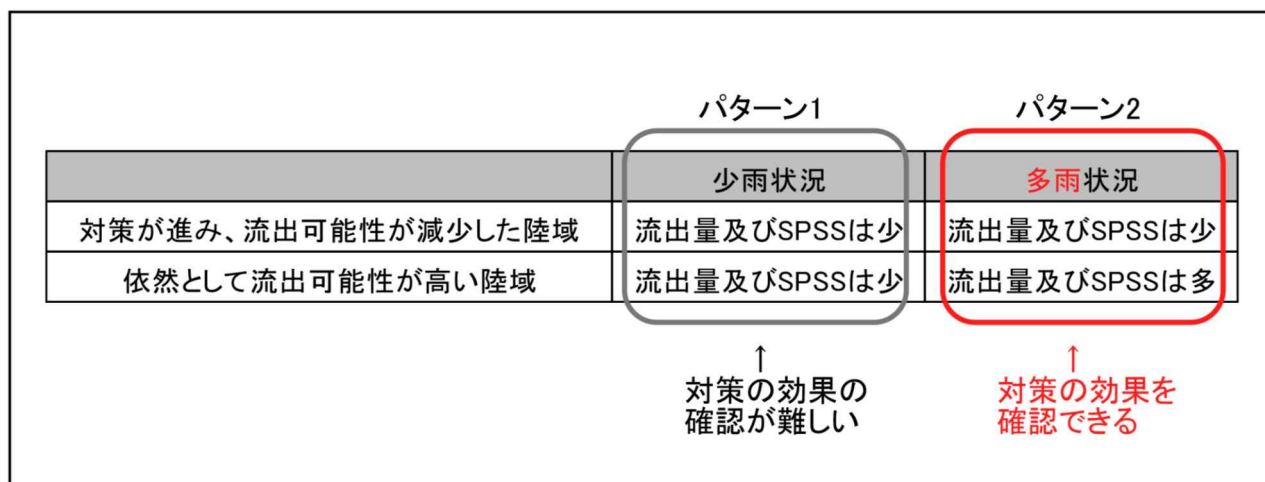 パターン1 パターン2
少雨状況 多雨状況
対策が進み、流出可能性が減少した陸域 流出量及びSPSSは少 流出量及びSPSSは少
依然として流出可能性が高い陸域 流出量及びSPSSは少 流出量及びSPSSは多
↑ ↑
対策の効果の 対策の効果を
確認が難しい 確認できる